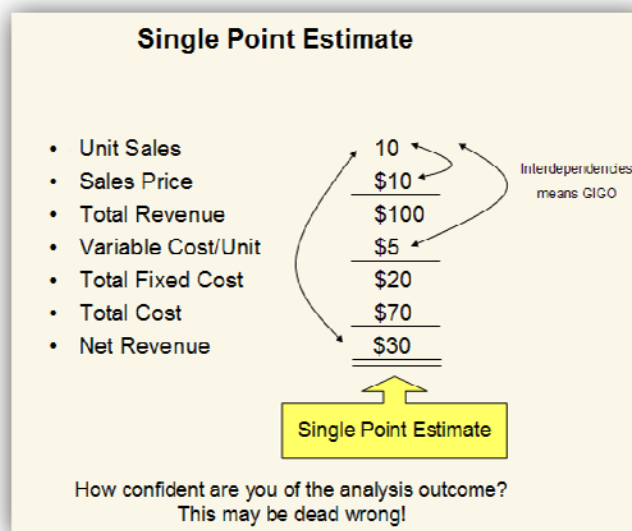 Single Point Estimate
• Unit Sales 10
• Sales Price $10
Interdependencies
means GIGO
• Total Revenue $100
• Variable Cost/Unit $5
• Total Fixed Cost $20
• Total Cost $70
• Net Revenue $30
Single Point Estimate
How confident are you of the analysis outcome?
This may be dead wrong!